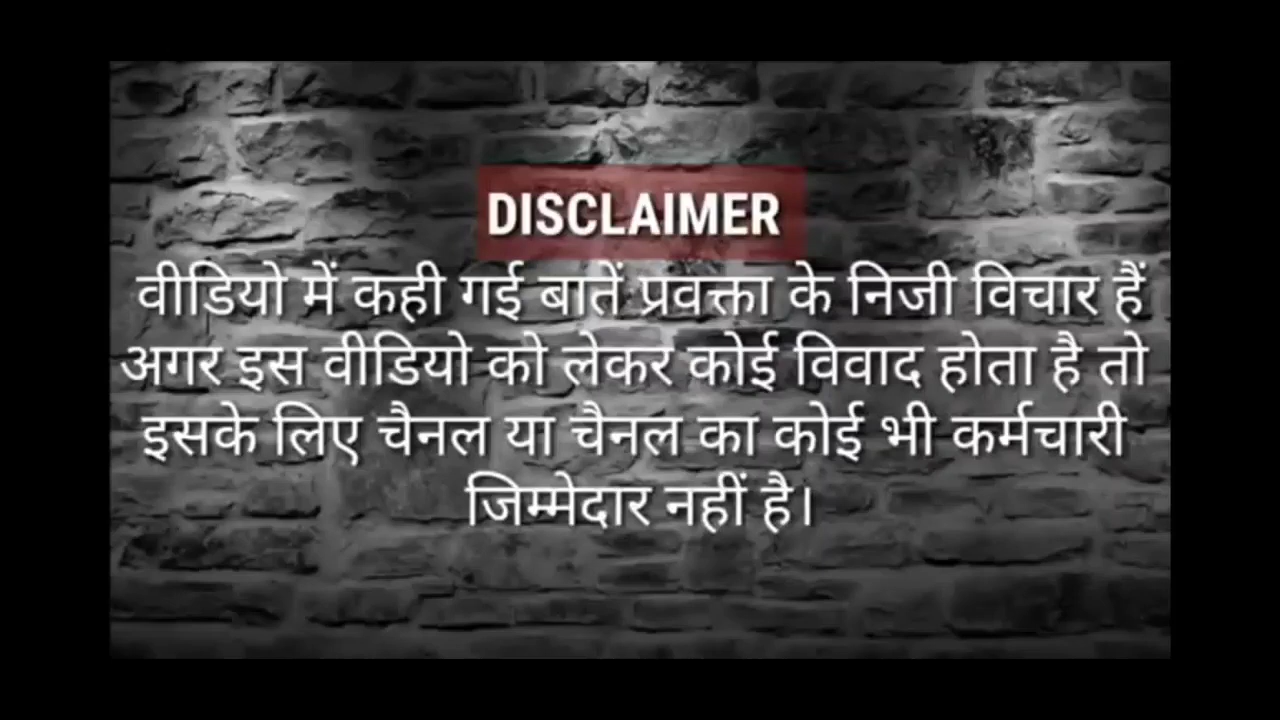 DISCLAIMER
वीडियो में कही गई बातें प्रवक्ता के निजी विचार हैं
अगर इस वीडियो को लेकर कोई विवाद होता है तो
इसके लिए चैनल या चैनल का कोई भी कर्मचारी
जिम्मेदार नहीं है।